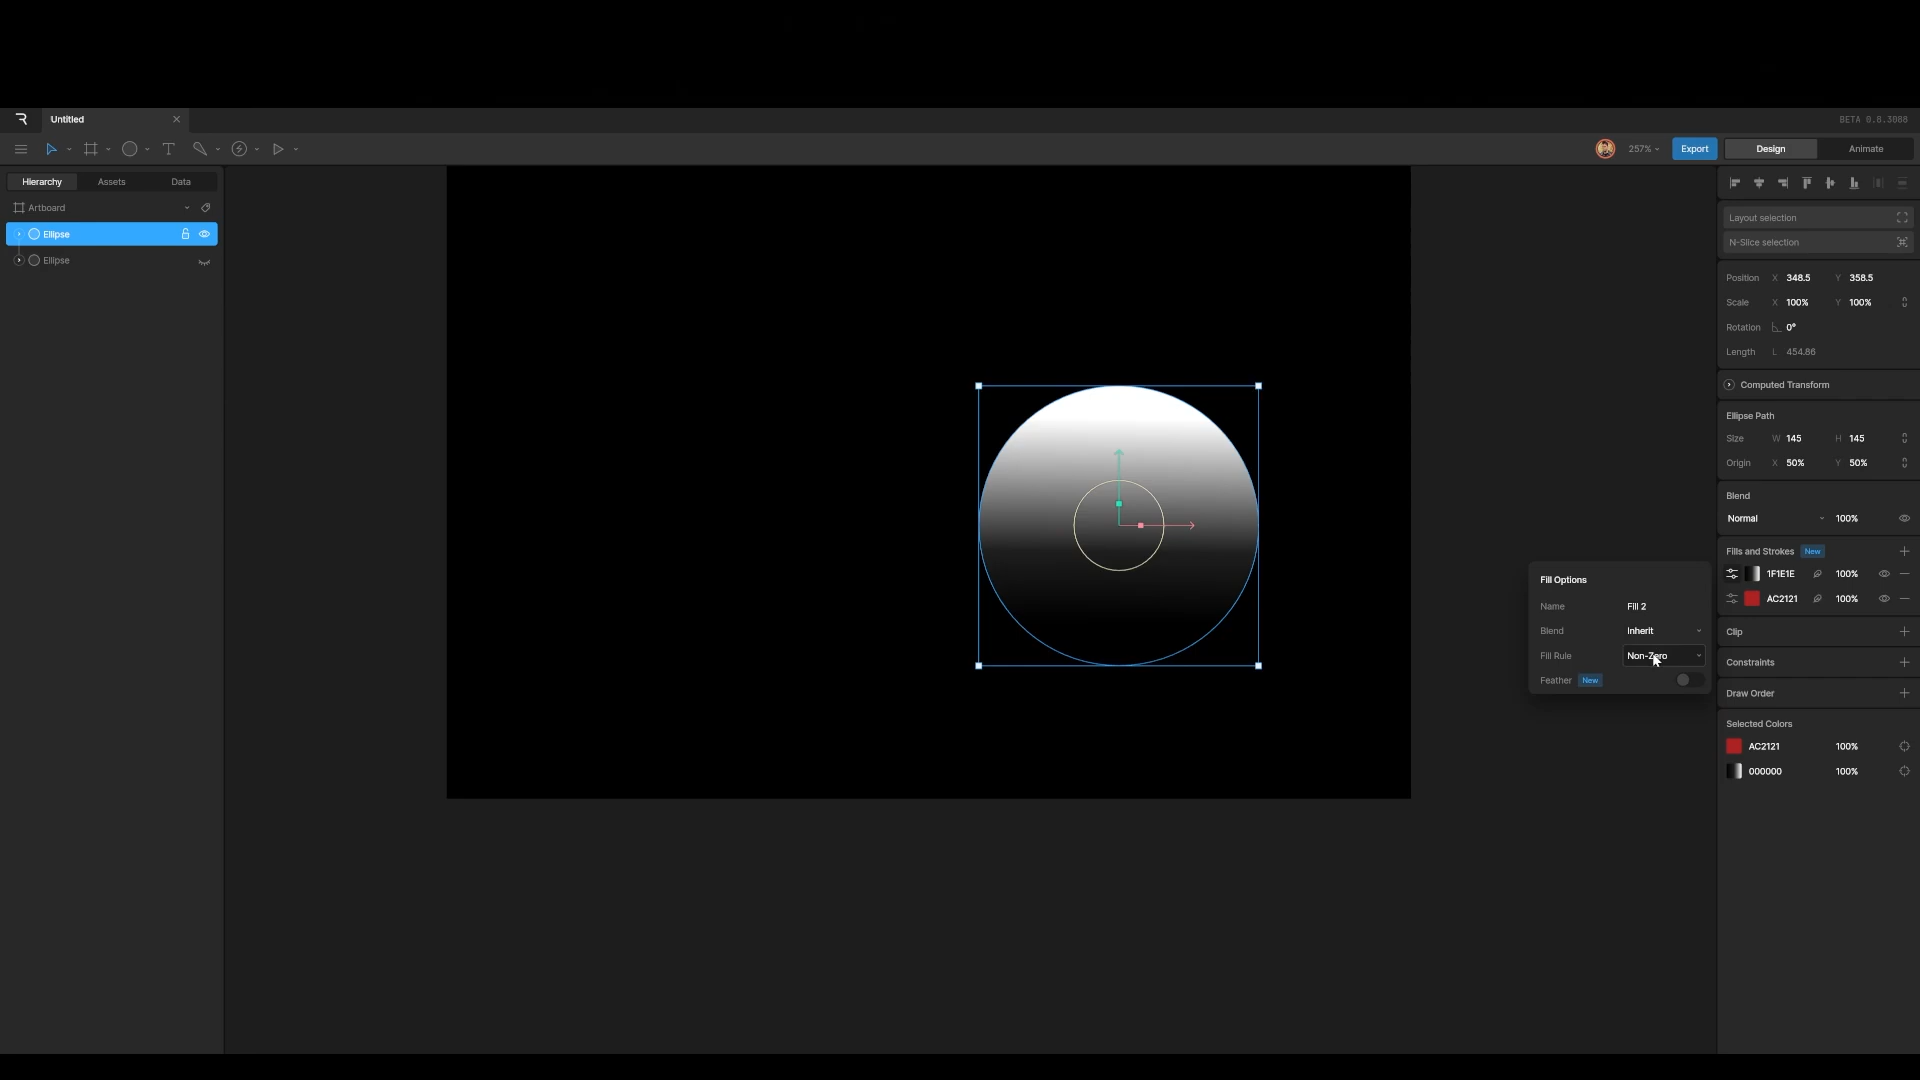 Untitled
BETA 0.8.3088
257%
Export
Design
Animate
Hierarchy
Assets
Data
Artboard
Ellipse
Ellipse
Layout selection
N-Slice selection
Position X 348.5 Y 358.5
Scale X 100% Y 100%
Rotation 0°
Length L 454.86
Computed Transform
Ellipse Path
Size W 145 H 145
Origin X 50% Y 50%
Blend
Normal 100%
Fills and Strokes New
1F1E1E 100%
AC2121 100%
Clip
Constraints
Draw Order
Selected Colors
AC2121 100%
000000 100%
Fill Options
Name Fill 2
Blend Inherit
Fill Rule Non-Zero
Feather New